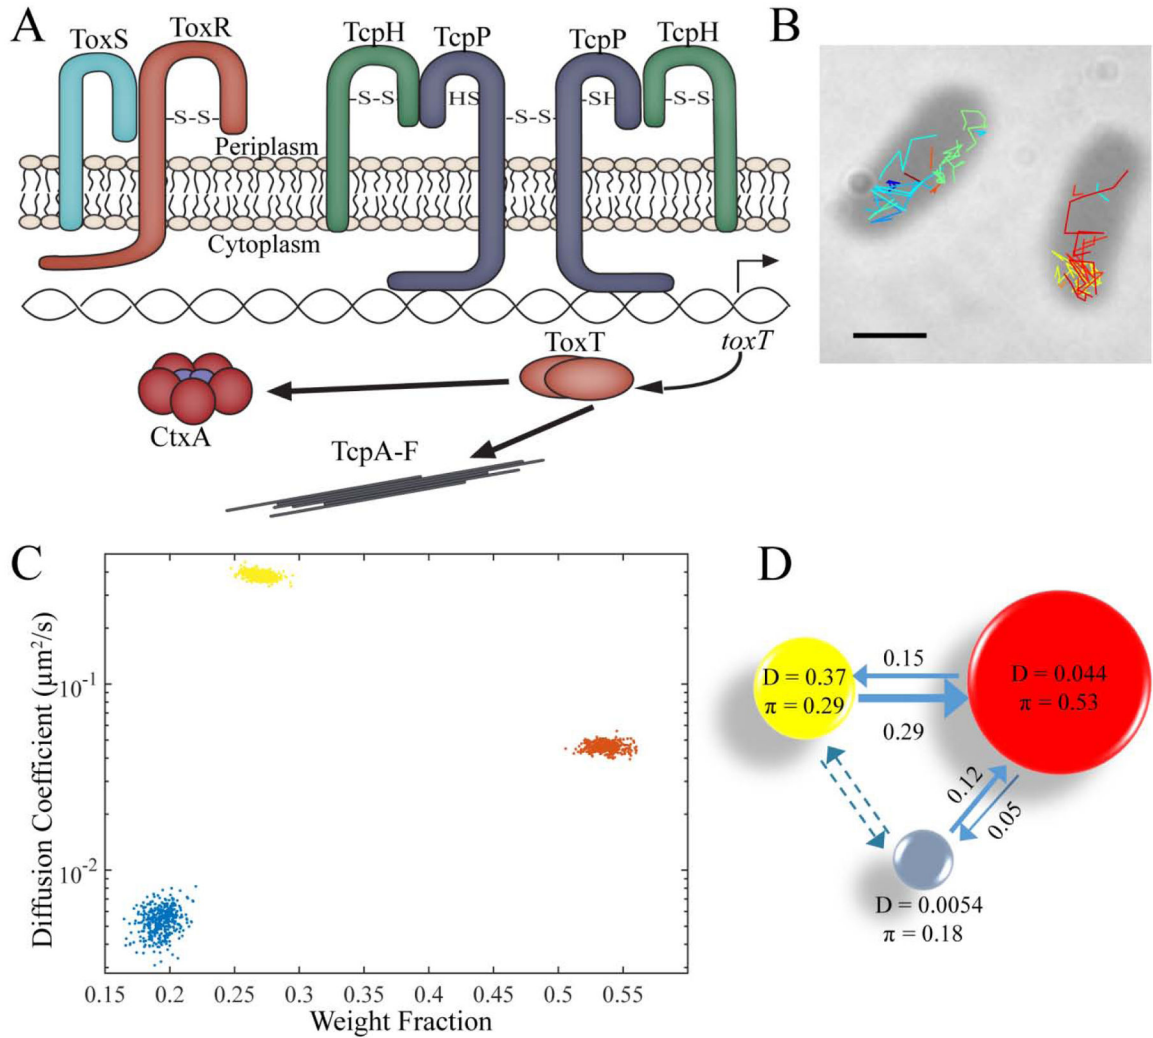 A
ToxS
ToxR
TcpH
TcpP
TcpP
TcpH
-S-S-
-S-S-
HS
-S-S-
-SH
-S-S-
Periplasm
Cytoplasm
toxT
ToxT
CtxA
TcpA-F
B
C
Diffusion Coefficient (μm²/s)
10⁻¹
10⁻²
0.15 0.2 0.25 0.3 0.35 0.4 0.45 0.5 0.55
Weight Fraction
D
D = 0.37
π = 0.29
0.15
0.29
D = 0.044
π = 0.53
0.12
0.05
D = 0.0054
π = 0.18